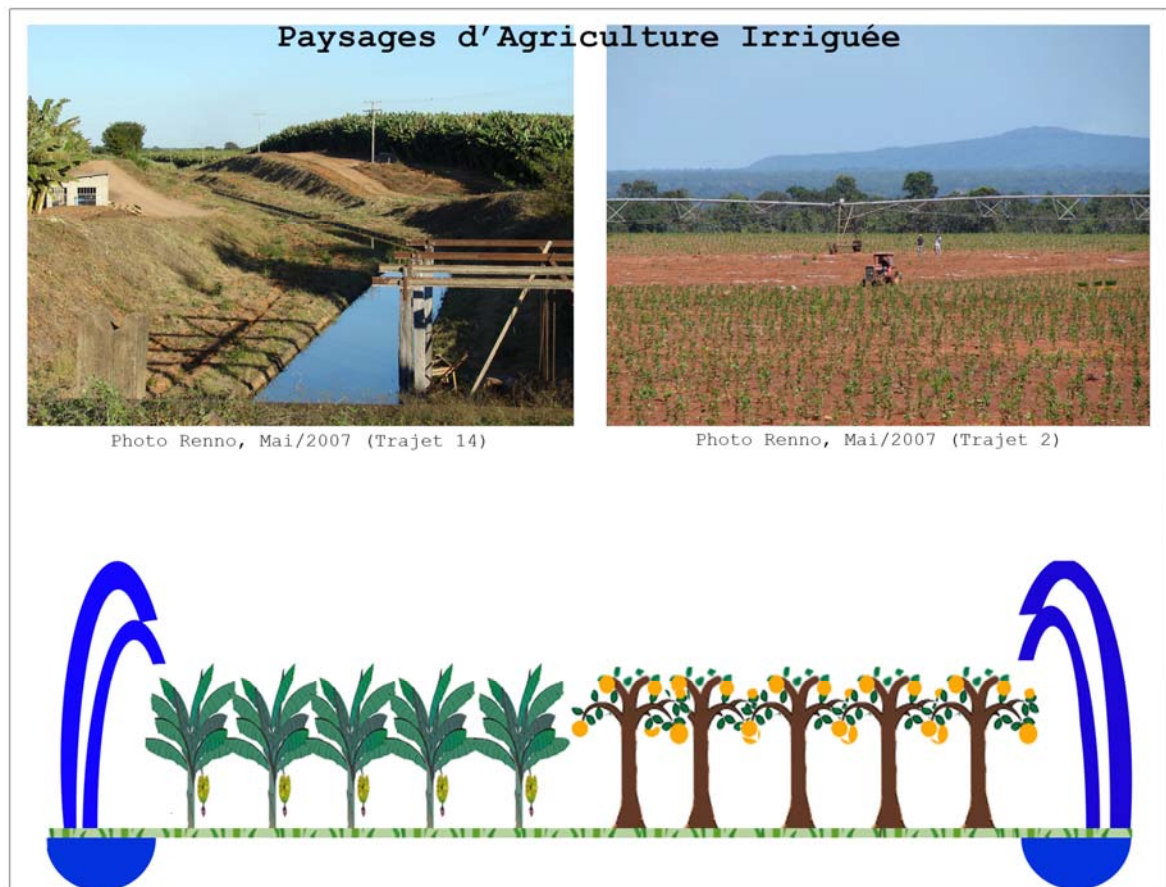 Paysages d'Agriculture Irriguée
Photo Renno, Mai/2007 (Trajet 14)
Photo Renno, Mai/2007 (Trajet 2)